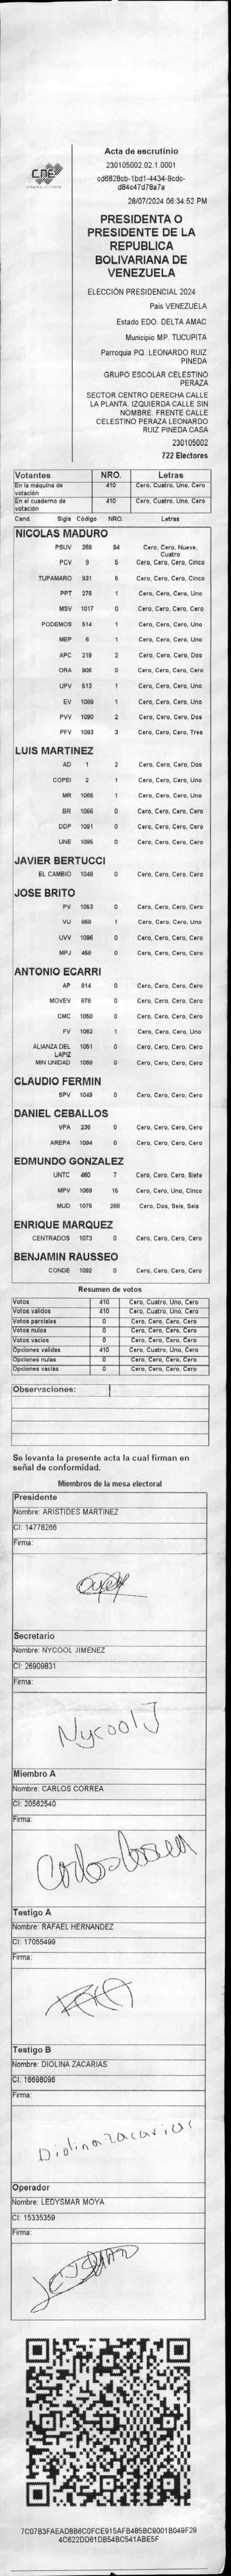 CNE
Acta de escrutinio
230105002.02.1.0001
cd6828cb-1bd1-4434-9cdc-
d84c47d78a7a
28/07/2024 06:34:52 PM
PRESIDENTA O
PRESIDENTE DE LA
REPUBLICA
BOLIVARIANA DE
VENEZUELA
ELECCIÓN PRESIDENCIAL 2024
País VENEZUELA
Estado EDO. DELTA AMAC
Municipio MP. TUCUPITA
Parroquia PQ. LEONARDO RUIZ
PINEDA
GRUPO ESCOLAR CELESTINO
PERAZA
SECTOR CENTRO DERECHA CALLE
LA PLANTA. IZQUIERDA CALLE SIN
NOMBRE. FRENTE CALLE
CELESTINO PERAZA LEONARDO
RUIZ PINEDA CASA
230105002
722 Electores
Votantes NRO. Letras
En la máquina de votación 410 Cero, Cuatro, Uno, Cero
En el cuaderno de votación 410 Cero, Cuatro, Uno, Cero
Cand. Sigla Código NRO. Letras
NICOLAS MADURO
PSUV 269 94 Cero, Cero, Nueve, Cuatro
PCV 9 5 Cero, Cero, Cero, Cinco
TUPAMARO 931 5 Cero, Cero, Cero, Cinco
PPT 276 1 Cero, Cero, Cero, Uno
MSV 1017 0 Cero, Cero, Cero, Cero
PODEMOS 514 1 Cero, Cero, Cero, Uno
MEP 6 1 Cero, Cero, Cero, Uno
APC 219 2 Cero, Cero, Cero, Dos
ORA 906 0 Cero, Cero, Cero, Cero
UPV 513 1 Cero, Cero, Cero, Uno
EV 1089 1 Cero, Cero, Cero, Uno
PVV 1090 2 Cero, Cero, Cero, Dos
PFV 1093 3 Cero, Cero, Cero, Tres
LUIS MARTINEZ
AD 1 2 Cero, Cero, Cero, Dos
COPEI 2 1 Cero, Cero, Cero, Uno
MR 1065 1 Cero, Cero, Cero, Uno
BR 1066 0 Cero, Cero, Cero, Cero
DDP 1091 0 Cero, Cero, Cero, Cero
UNE 1095 0 Cero, Cero, Cero, Cero
JAVIER BERTUCCI
EL CAMBIO 1048 0 Cero, Cero, Cero, Cero
JOSE BRITO
PV 1053 0 Cero, Cero, Cero, Cero
VU 868 1 Cero, Cero, Cero, Uno
UVV 1096 0 Cero, Cero, Cero, Cero
MPJ 458 0 Cero, Cero, Cero, Cero
ANTONIO ECARRI
AP 814 0 Cero, Cero, Cero, Cero
MOVEV 978 0 Cero, Cero, Cero, Cero
CMC 1050 0 Cero, Cero, Cero, Cero
FV 1062 1 Cero, Cero, Cero, Uno
ALIANZA DEL LAPIZ 1051 0 Cero, Cero, Cero, Cero
MIN UNIDAD 1068 0 Cero, Cero, Cero, Cero
CLAUDIO FERMIN
SPV 1049 0 Cero, Cero, Cero, Cero
DANIEL CEBALLOS
VPA 236 0 Cero, Cero, Cero, Cero
AREPA 1094 0 Cero, Cero, Cero, Cero
EDMUNDO GONZALEZ
UNTC 460 7 Cero, Cero, Cero, Siete
MPV 1069 15 Cero, Cero, Uno, Cinco
MUD 1075 266 Cero, Dos, Seis, Seis
ENRIQUE MARQUEZ
CENTRADOS 1073 0 Cero, Cero, Cero, Cero
BENJAMIN RAUSSEO
CONDE 1092 0 Cero, Cero, Cero, Cero
Resumen de votos
Votos 410 Cero, Cuatro, Uno, Cero
Votos validos 410 Cero, Cuatro, Uno, Cero
Votos parciales 0 Cero, Cero, Cero, Cero
Votos nulos 0 Cero, Cero, Cero, Cero
Votos vacios 0 Cero, Cero, Cero, Cero
Opciones validas 410 Cero, Cuatro, Uno, Cero
Opciones nulas 0 Cero, Cero, Cero, Cero
Opciones vacias 0 Cero, Cero, Cero, Cero
Observaciones:
Se levanta la presente acta la cual firman en
señal de conformidad.
Miembros de la mesa electoral
Presidente
Nombre: ARISTIDES MARTINEZ
CI: 14778266
Firma:
Secretario
Nombre: NYCOOL JIMENEZ
CI: 26909831
Firma:
Nycool J
Miembro A
Nombre: CARLOS CORREA
CI: 20562540
Firma:
Carlos Correa
Testigo A
Nombre: RAFAEL HERNANDEZ
CI: 17055499
Firma:
Testigo B
Nombre: DIOLINA ZACARIAS
CI: 16698096
Firma:
Diolina zacarias
Operador
Nombre: LEDYSMAR MOYA
CI: 15335359
Firma:
7C07B3FAEAD8B6C0FCE915AFB485BC9001B049F29
4C622DD61DB54BC541ABE5F